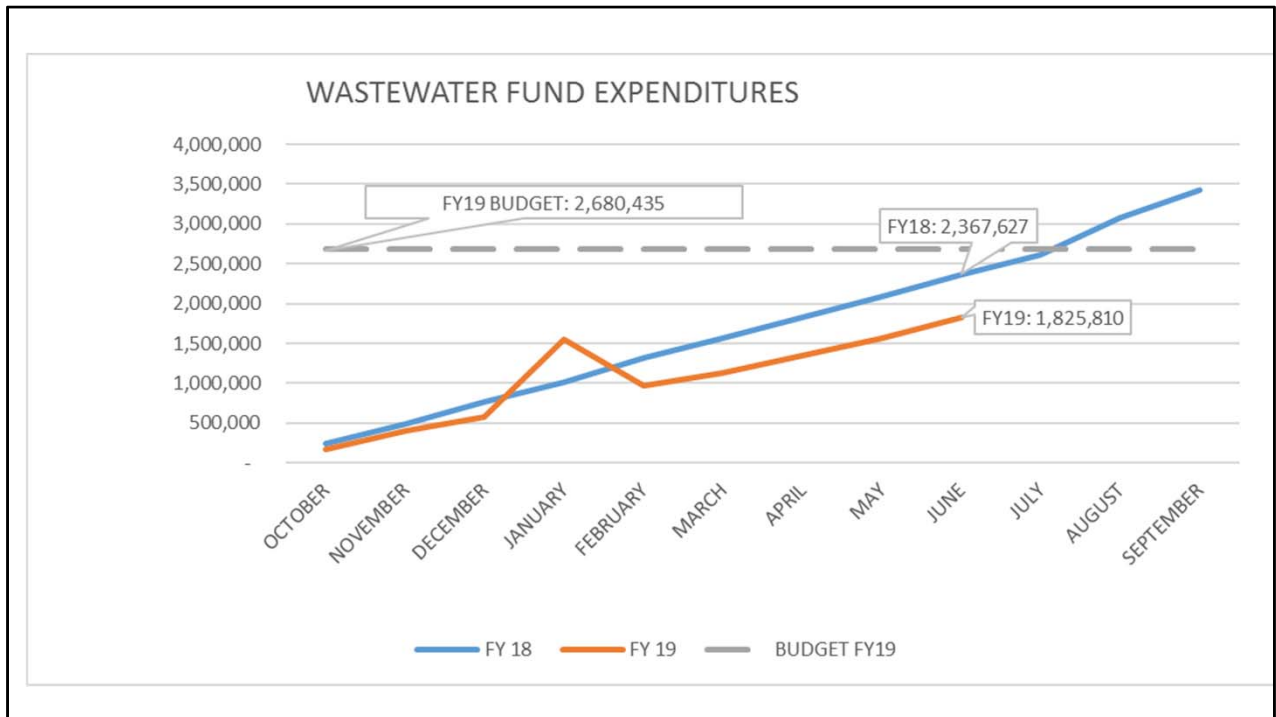 WASTEWATER FUND EXPENDITURES
4,000,000
3,500,000
3,000,000
2,500,000
2,000,000
1,500,000
1,000,000
500,000
-
FY19 BUDGET: 2,680,435
FY18: 2,367,627
FY19: 1,825,810
OCTOBER
NOVEMBER
DECEMBER
JANUARY
FEBRUARY
MARCH
APRIL
MAY
JUNE
JULY
AUGUST
SEPTEMBER
FY 18
FY 19
BUDGET FY19